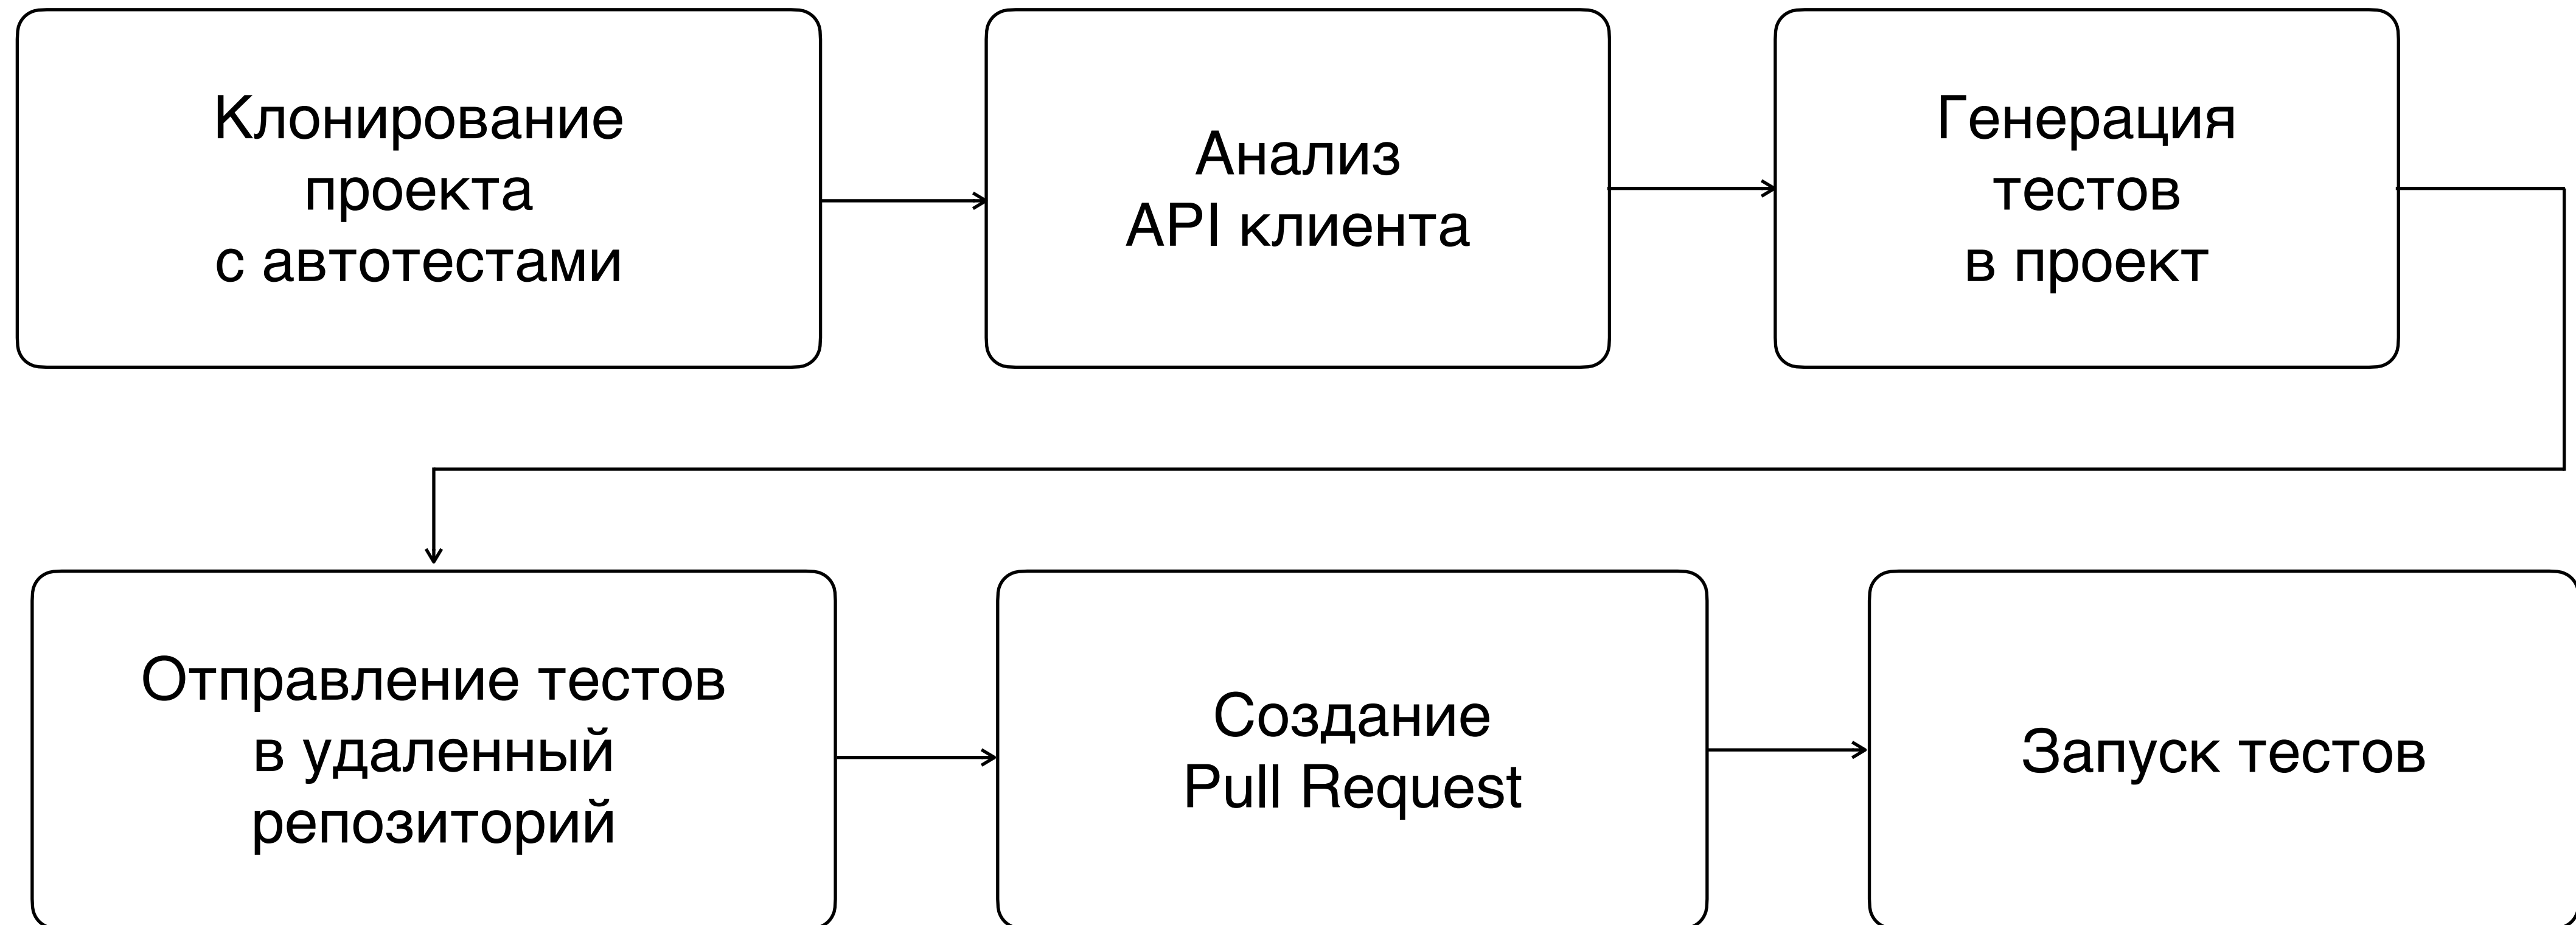 Клонирование
проекта
с автотестами
Анализ
API клиента
Генерация
тестов
в проект
Отправление тестов
в удаленный
репозиторий
Создание
Pull Request
Запуск тестов